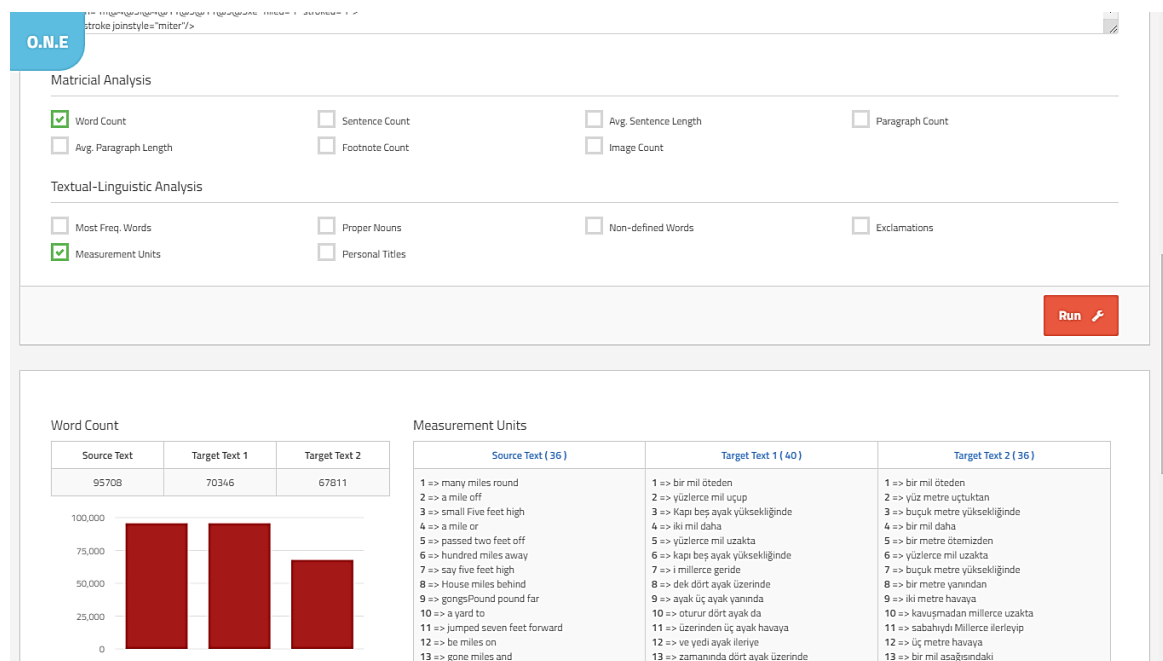 stroke joinstyle="miter"/>
O.N.E
Matricial Analysis
Word Count
Sentence Count
Avg. Sentence Length
Paragraph Count
Avg. Paragraph Length
Footnote Count
Image Count
Textual-Linguistic Analysis
Most Freq. Words
Proper Nouns
Non-defined Words
Exclamations
Measurement Units
Personal Titles
Run
Word Count
Source Text Target Text 1 Target Text 2
95708 70346 67811
100,000
75,000
50,000
25,000
0
Measurement Units
Source Text ( 36 )
1 => many miles round
2 => a mile off
3 => small Five feet high
4 => a mile or
5 => passed two feet off
6 => hundred miles away
7 => say five feet high
8 => House miles behind
9 => gongsPound pound far
10 => a yard to
11 => jumped seven feet forward
12 => be miles on
13 => gone miles and
Target Text 1 ( 40 )
1 => bir mil öteden
2 => yüzlerce mil uçup
3 => Kapı beş ayak yüksekliğinde
4 => iki mil daha
5 => yüzlerce mil uzakta
6 => kapı beş ayak yüksekliğinde
7 => i millerce geride
8 => dek dört ayak üzerinde
9 => ayak üç ayak yanında
10 => oturur dört ayak da
11 => üzerinden üç ayak havaya
12 => ve yedi ayak ileriye
13 => zamanında dört ayak üzerinde
Target Text 2 ( 36 )
1 => bir mil öteden
2 => yüz metre uçtuktan
3 => buçuk metre yüksekliğinde
4 => bir mil daha
5 => bir metre ötemizden
6 => yüzlerce mil uzakta
7 => buçuk metre yüksekliğinde
8 => bir metre yanından
9 => iki metre havaya
10 => kavuşmadan millerce uzakta
11 => sabahıydı Millerce ilerleyip
12 => üç metre havaya
13 => bir mil aşağısındaki